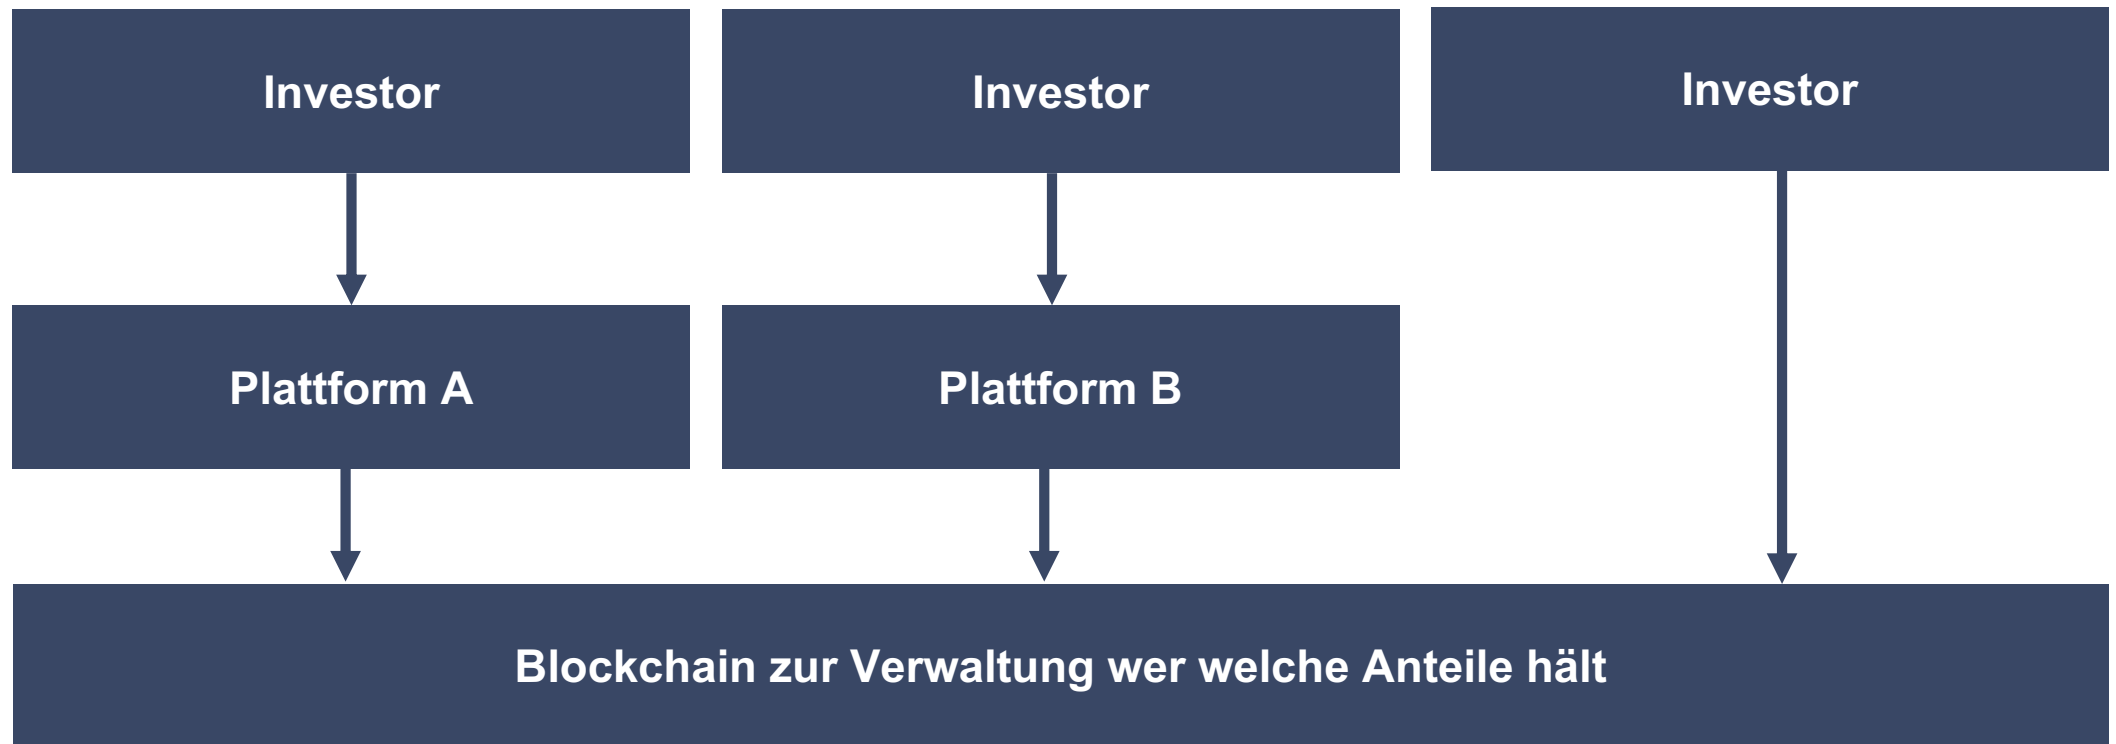 Investor
Investor
Investor
Plattform A
Plattform B
Blockchain zur Verwaltung wer welche Anteile hält